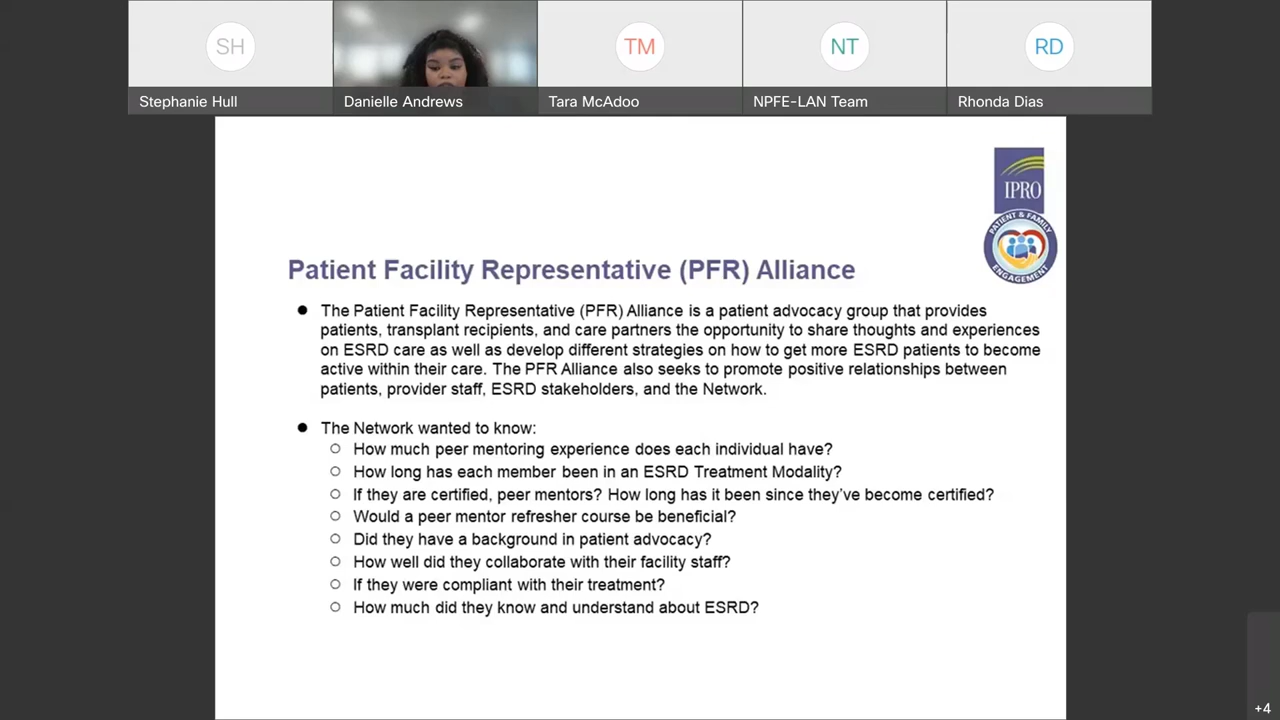 SH
TM
NT
RD
Stephanie Hull
Danielle Andrews
Tara McAdoo
NPFE-LAN Team
Rhonda Dias
IPRO
PATIENT & FAMILY
ENGAGEMENT
Patient Facility Representative (PFR) Alliance
The Patient Facility Representative (PFR) Alliance is a patient advocacy group that provides
patients, transplant recipients, and care partners the opportunity to share thoughts and experiences
on ESRD care as well as develop different strategies on how to get more ESRD patients to become
active within their care. The PFR Alliance also seeks to promote positive relationships between
patients, provider staff, ESRD stakeholders, and the Network.
The Network wanted to know:
How much peer mentoring experience does each individual have?
How long has each member been in an ESRD Treatment Modality?
If they are certified, peer mentors? How long has it been since they've become certified?
Would a peer mentor refresher course be beneficial?
Did they have a background in patient advocacy?
How well did they collaborate with their facility staff?
If they were compliant with their treatment?
How much did they know and understand about ESRD?
+4